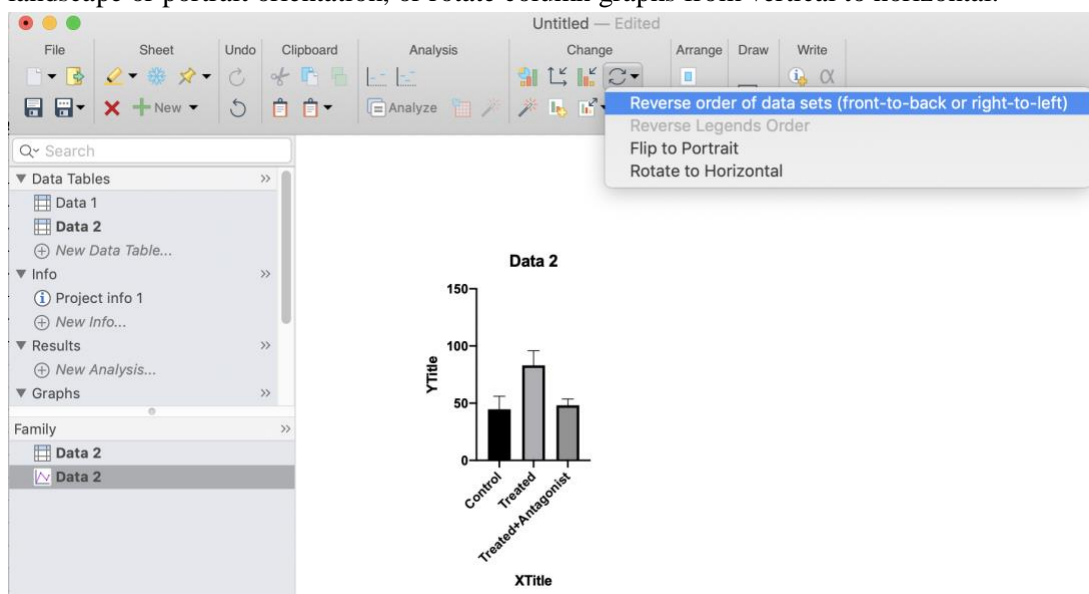 landscape or portrait orientation, or rotate column graphs from vertical to horizontal.
Untitled — Edited
File Sheet Undo Clipboard Analysis Change Arrange Draw Write
New Analyze
Reverse order of data sets (front-to-back or right-to-left)
Reverse Legends Order
Flip to Portrait
Rotate to Horizontal
Search
Data Tables
Data 1
Data 2
New Data Table...
Info
Project info 1
New Info...
Results
New Analysis...
Graphs
Family
Data 2
Data 2
Data 2
150
100
50
0
YTitle
Control
Treated
Treated+Antagonist
XTitle